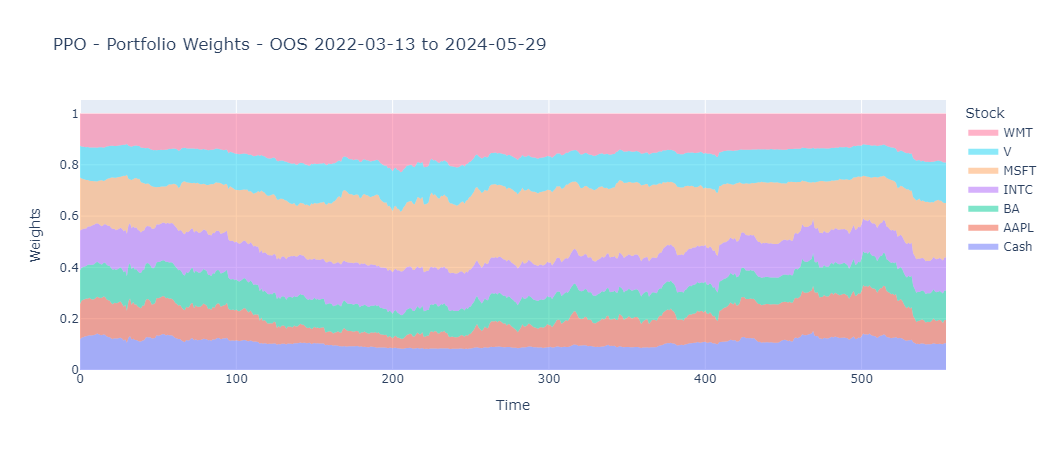 PPO - Portfolio Weights - OOS 2022-03-13 to 2024-05-29
Stock
WMT
V
MSFT
INTC
BA
AAPL
Cash
Weights
1
0.8
0.6
0.4
0.2
0
0
100
200
300
400
500
Time